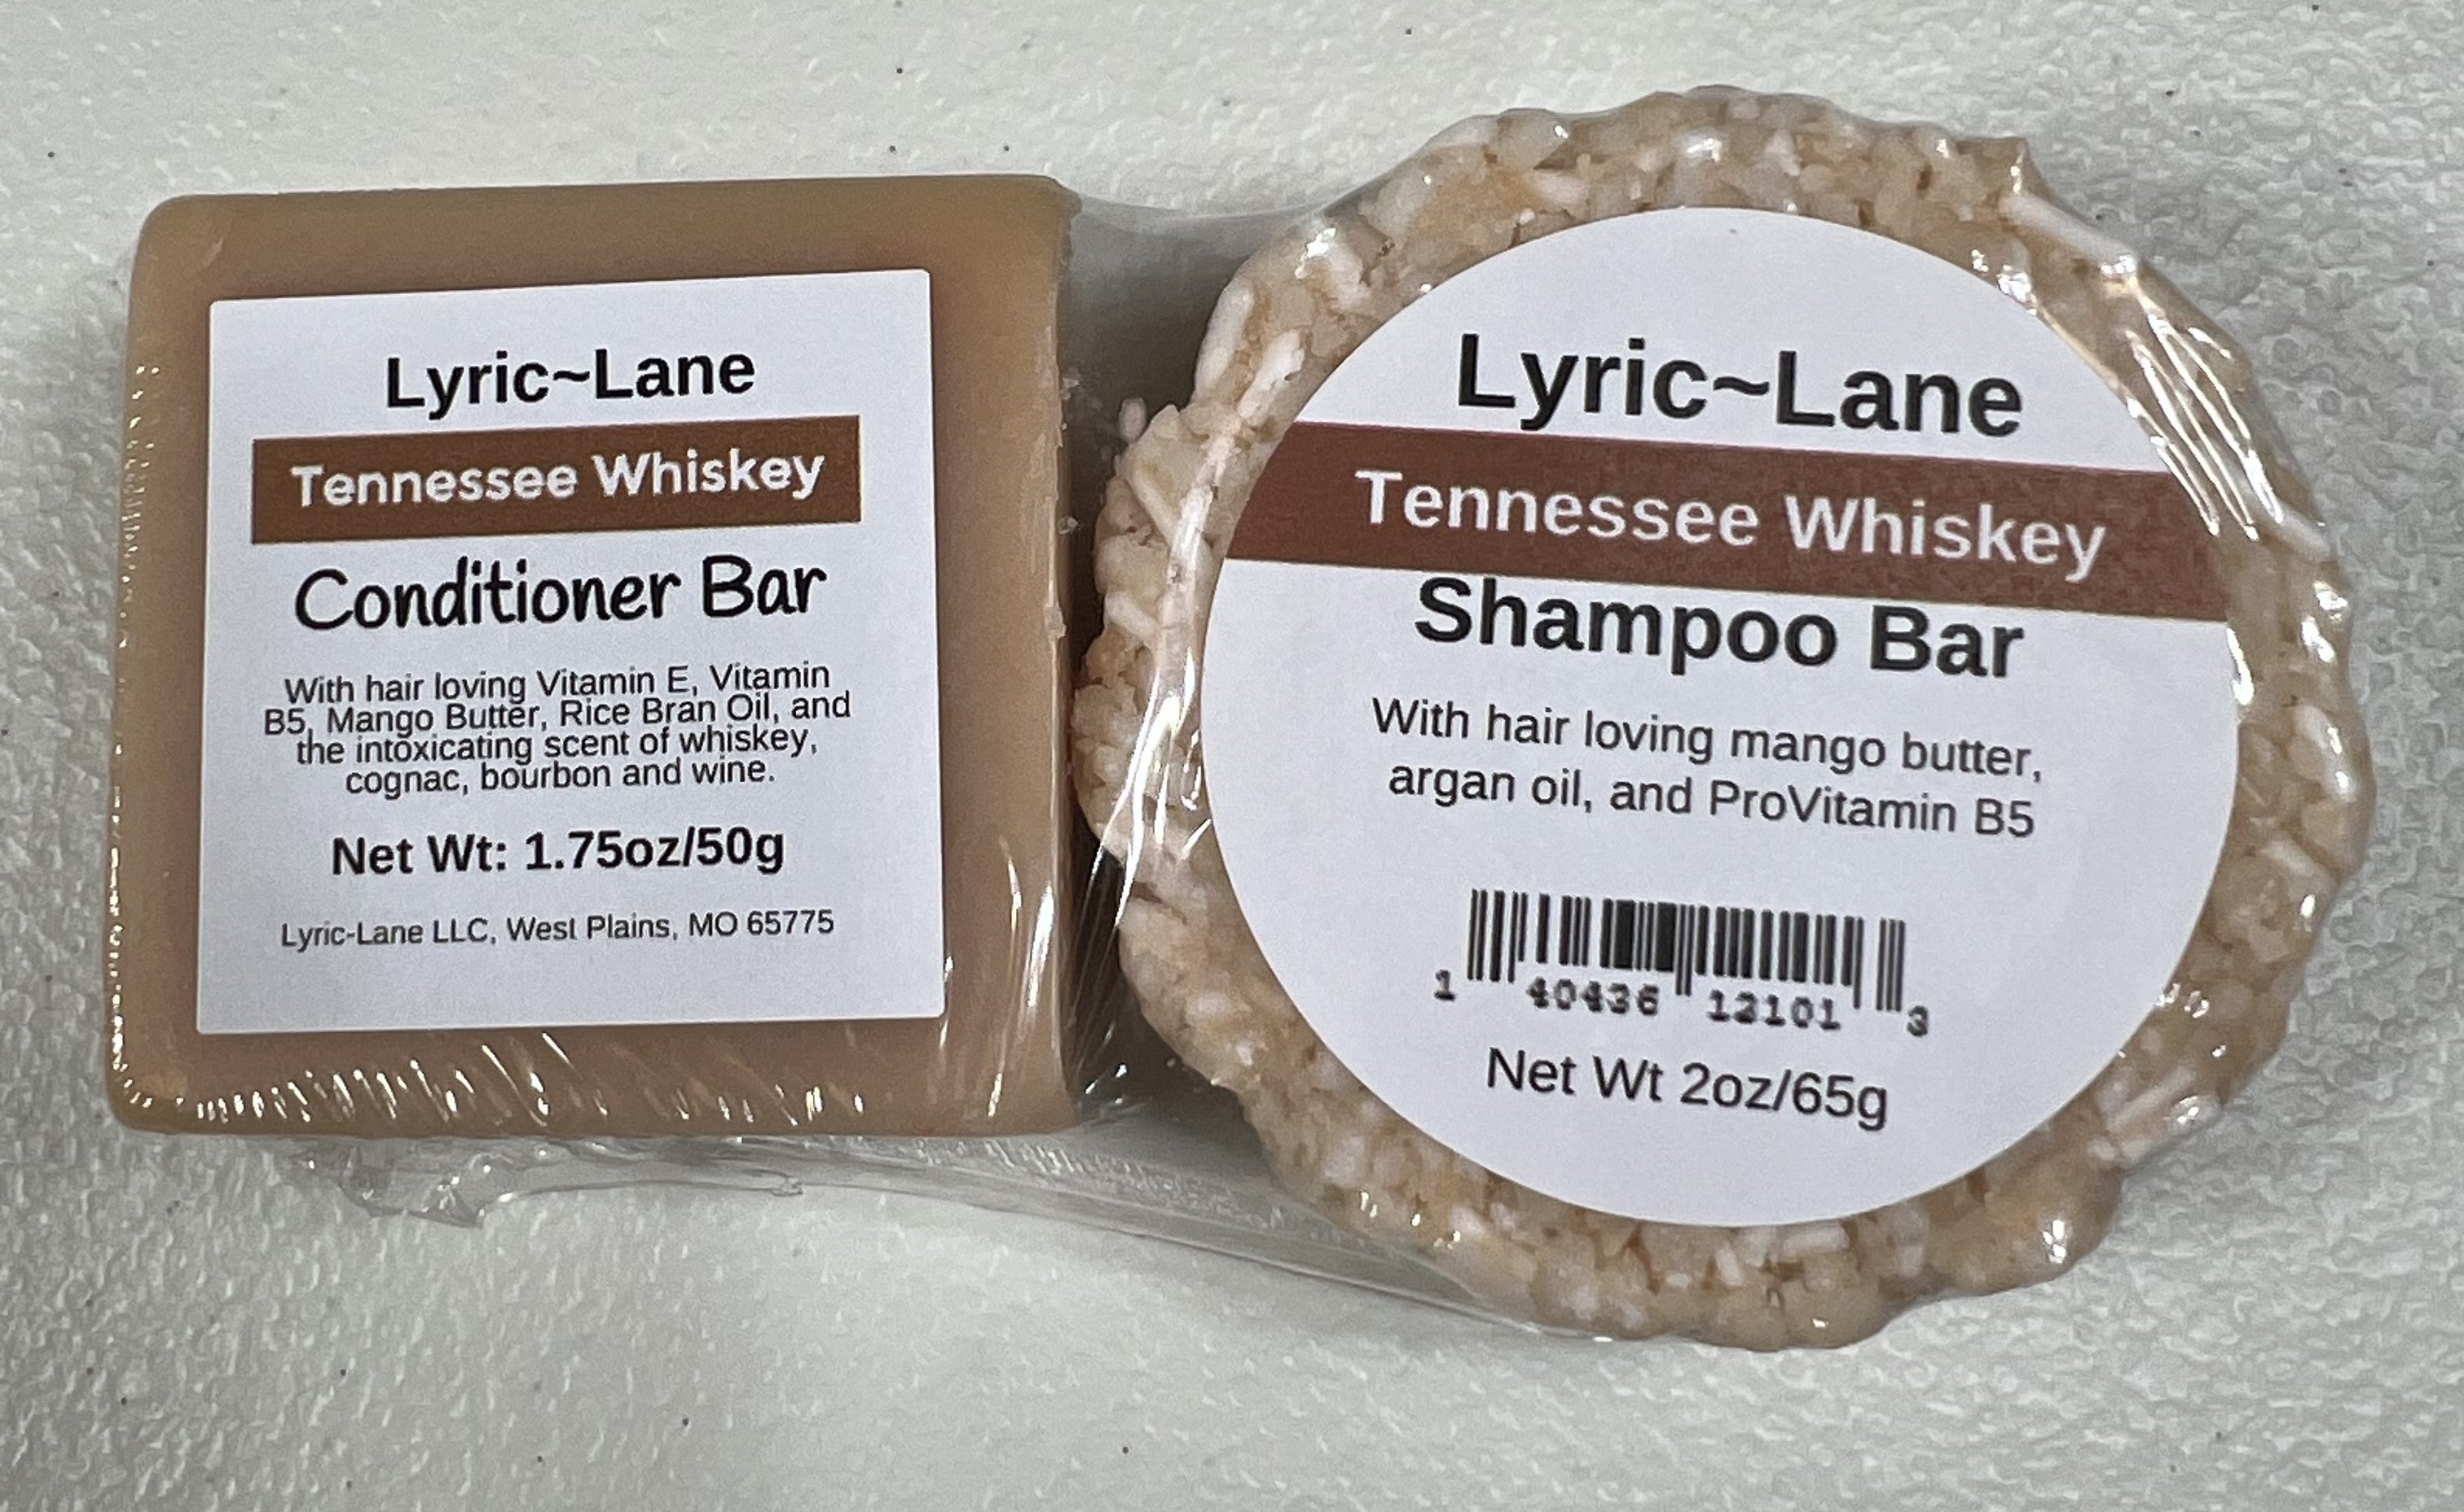 Lyric~Lane
Tennessee Whiskey
Conditioner Bar
With hair loving Vitamin E, Vitamin
B5, Mango Butter, Rice Bran Oil, and
the intoxicating scent of whiskey,
cognac, bourbon and wine.
Net Wt: 1.75oz/50g
Lyric-Lane LLC, West Plains, MO 65775
Lyric~Lane
Tennessee Whiskey
Shampoo Bar
With hair loving mango butter,
argan oil, and ProVitamin B5
1 40436 12101 3
Net Wt 2oz/65g